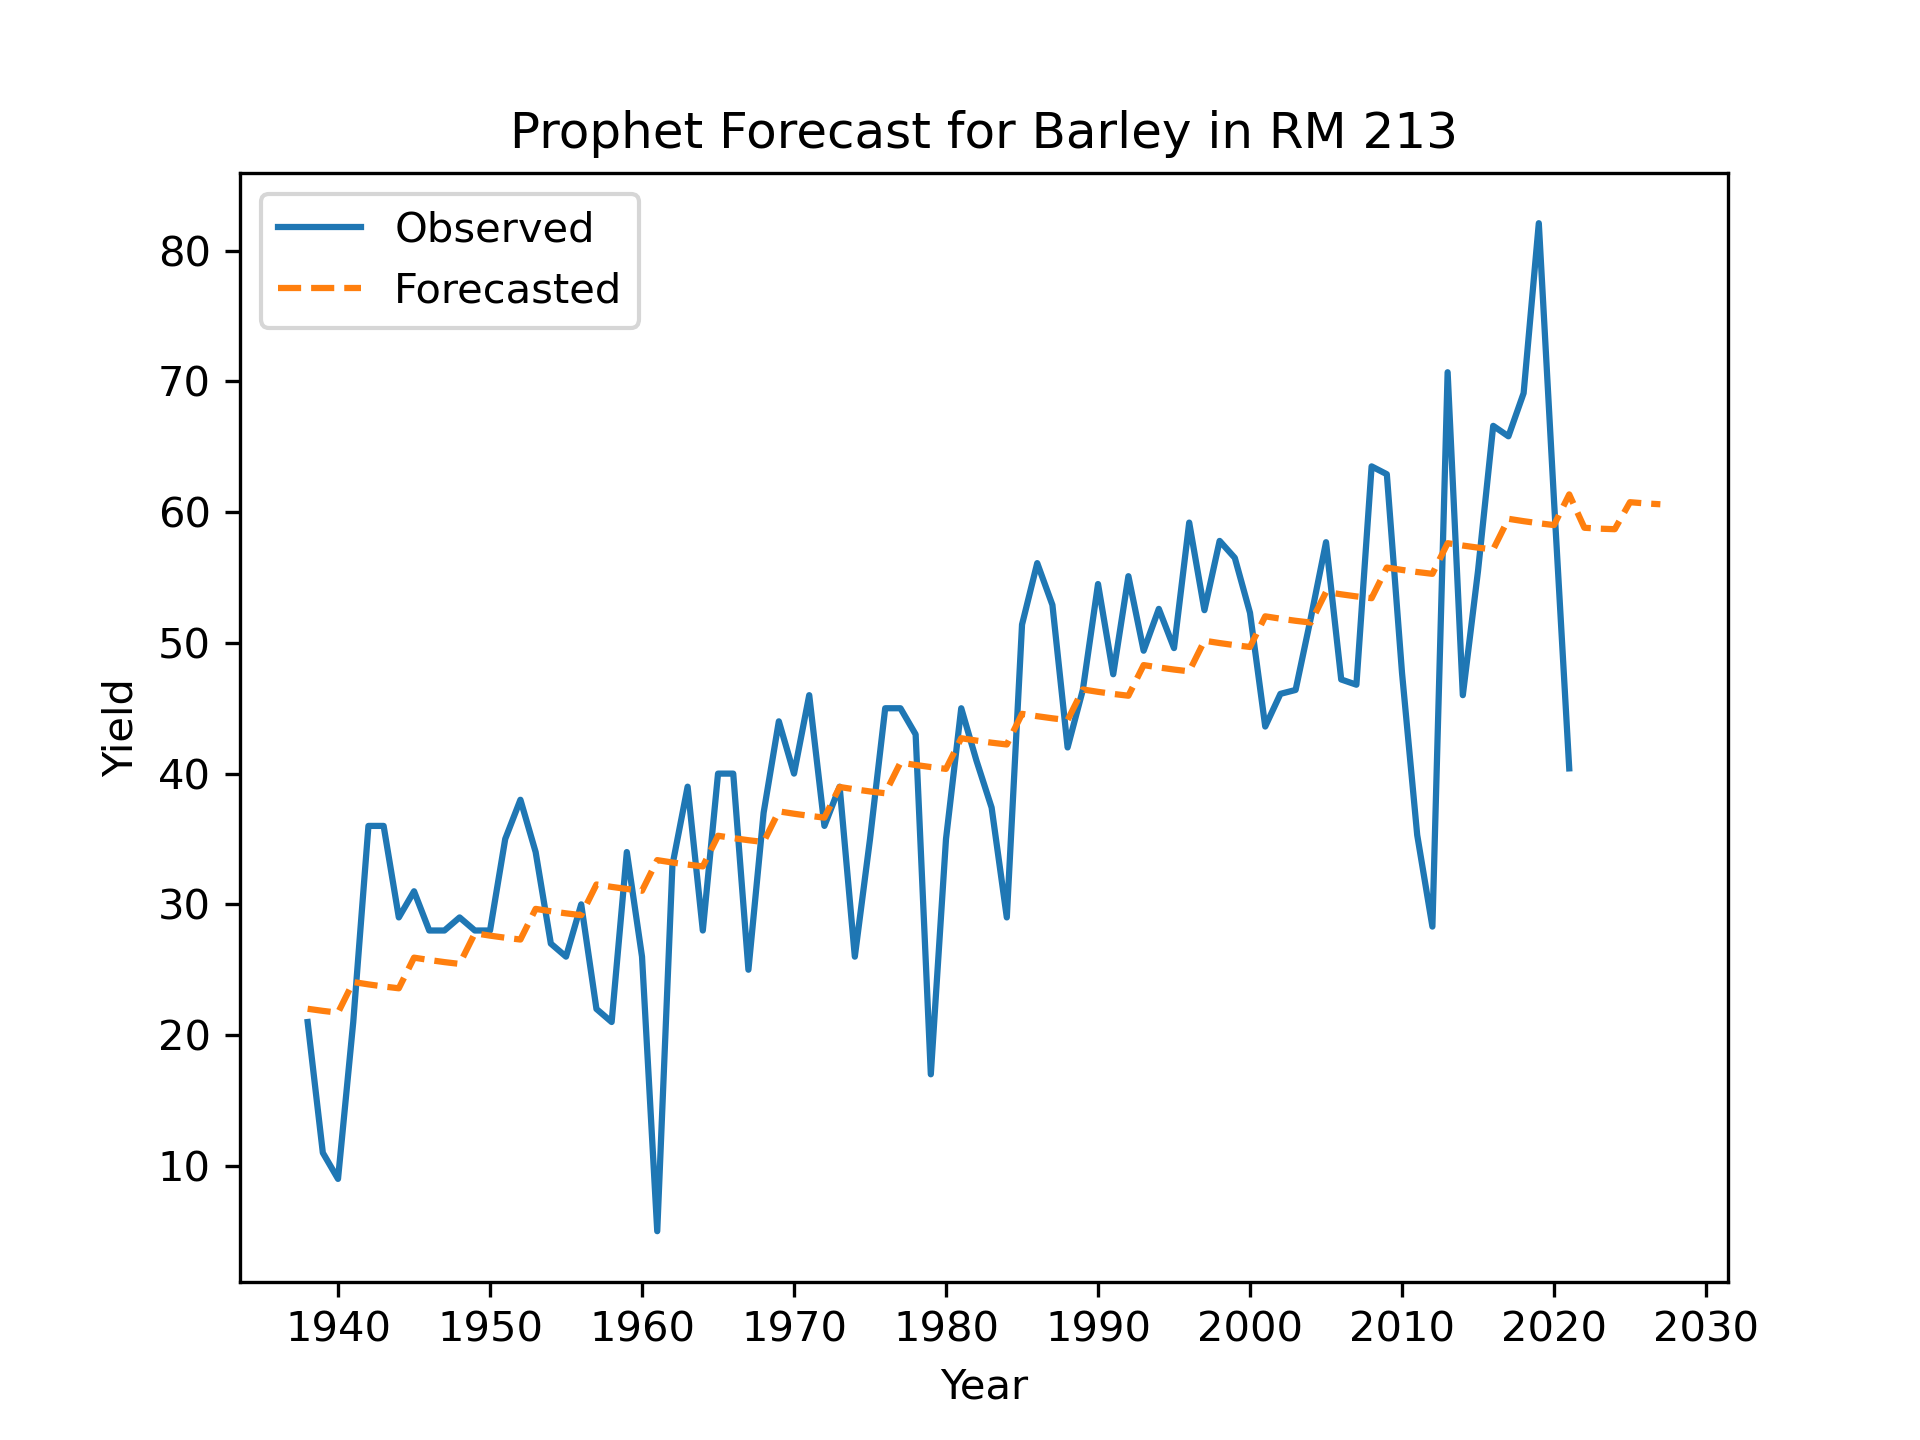 Prophet Forecast for Barley in RM 213
Observed
Forecasted
80
70
60
50
40
30
20
10
Yield
1940 1950 1960 1970 1980 1990 2000 2010 2020 2030
Year